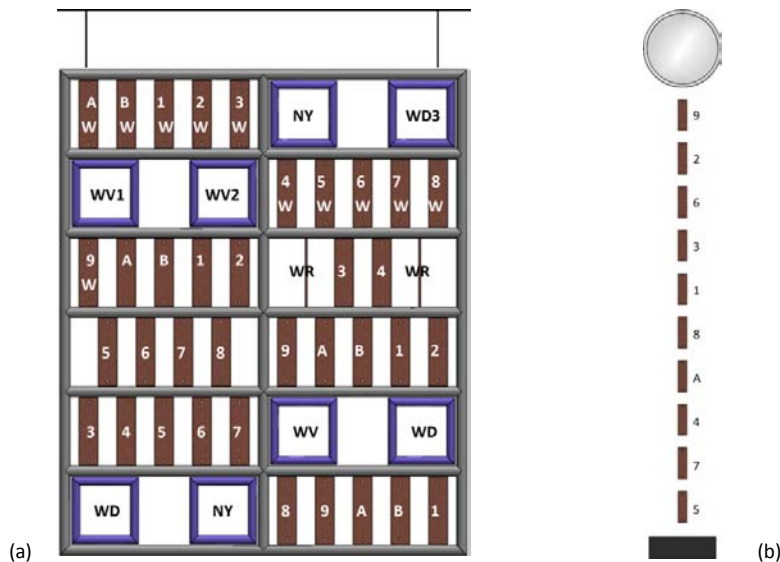 A B 1 2 3
W W W W W
NY WD3
WV1 WV2
4 5 6 7 8
W W W W W
9 A B 1 2
W
WR 3 4 WR
5 6 7 8
9 A B 1 2
3 4 5 6 7
WV WD
WD NY
8 9 A B 1
(a)
9
2
6
3
1
8
A
4
7
5
(b)